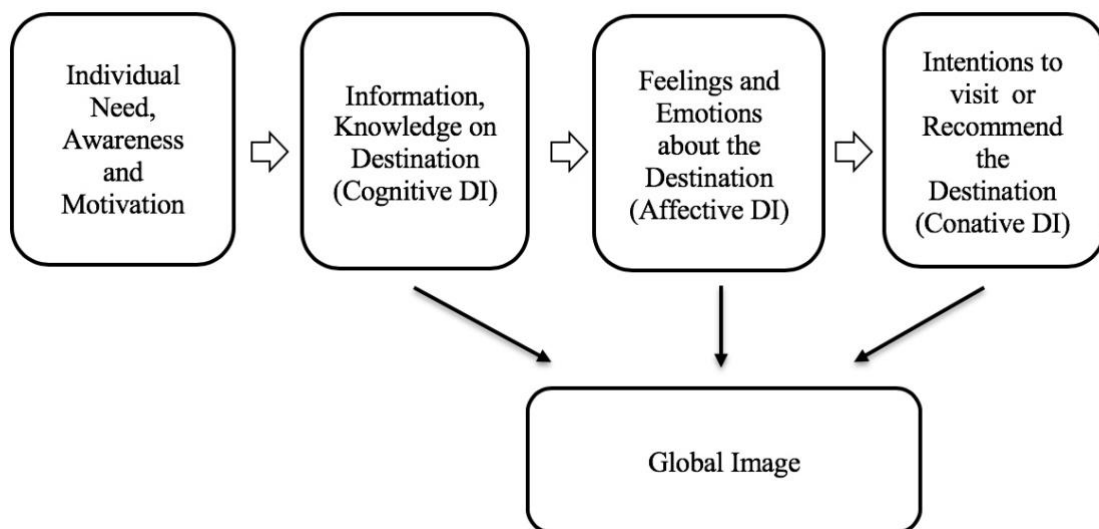 Individual
Need,
Awareness
and
Motivation
Information,
Knowledge on
Destination
(Cognitive DI)
Feelings and
Emotions
about the
Destination
(Affective DI)
Intentions to
visit or
Recommend
the
Destination
(Conative DI)
Global Image